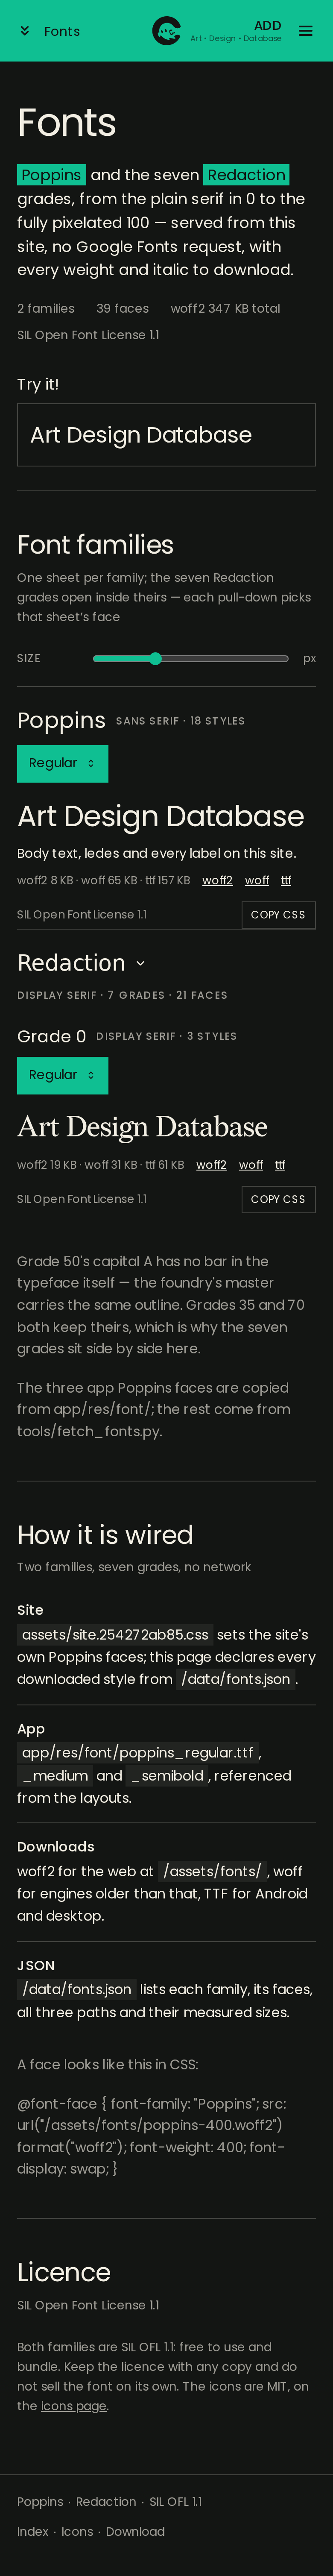 Fonts
ADD
Art • Design • Database
Fonts
Poppins and the seven Redaction
grades, from the plain serif in 0 to the
fully pixelated 100 — served from this
site, no Google Fonts request, with
every weight and italic to download.
2 families 39 faces woff2 347 KB total
SIL Open Font License 1.1
Try it!
Art Design Database
Font families
One sheet per family; the seven Redaction
grades open inside theirs — each pull-down picks
that sheet’s face
SIZE px
Poppins SANS SERIF · 18 STYLES
Regular
Art Design Database
Body text, ledes and every label on this site.
woff2 8 KB · woff 65 KB · ttf 157 KB woff2 woff ttf
SIL Open Font License 1.1 COPY CSS
Redaction
DISPLAY SERIF · 7 GRADES · 21 FACES
Grade 0 DISPLAY SERIF · 3 STYLES
Regular
Art Design Database
woff2 19 KB · woff 31 KB · ttf 61 KB woff2 woff ttf
SIL Open Font License 1.1 COPY CSS
Grade 50's capital A has no bar in the
typeface itself — the foundry's master
carries the same outline. Grades 35 and 70
both keep theirs, which is why the seven
grades sit side by side here.
The three app Poppins faces are copied
from app/res/font/; the rest come from
tools/fetch_fonts.py.
How it is wired
Two families, seven grades, no network
Site
assets/site.254272ab85.css sets the site's
own Poppins faces; this page declares every
downloaded style from /data/fonts.json .
App
app/res/font/poppins_regular.ttf ,
_medium and _semibold , referenced
from the layouts.
Downloads
woff2 for the web at /assets/fonts/ , woff
for engines older than that, TTF for Android
and desktop.
JSON
/data/fonts.json lists each family, its faces,
all three paths and their measured sizes.
A face looks like this in CSS:
@font-face { font-family: "Poppins"; src:
url("/assets/fonts/poppins-400.woff2")
format("woff2"); font-weight: 400; font-
display: swap; }
Licence
SIL Open Font License 1.1
Both families are SIL OFL 1.1: free to use and
bundle. Keep the licence with any copy and do
not sell the font on its own. The icons are MIT, on
the icons page.
Poppins · Redaction · SIL OFL 1.1
Index · Icons · Download